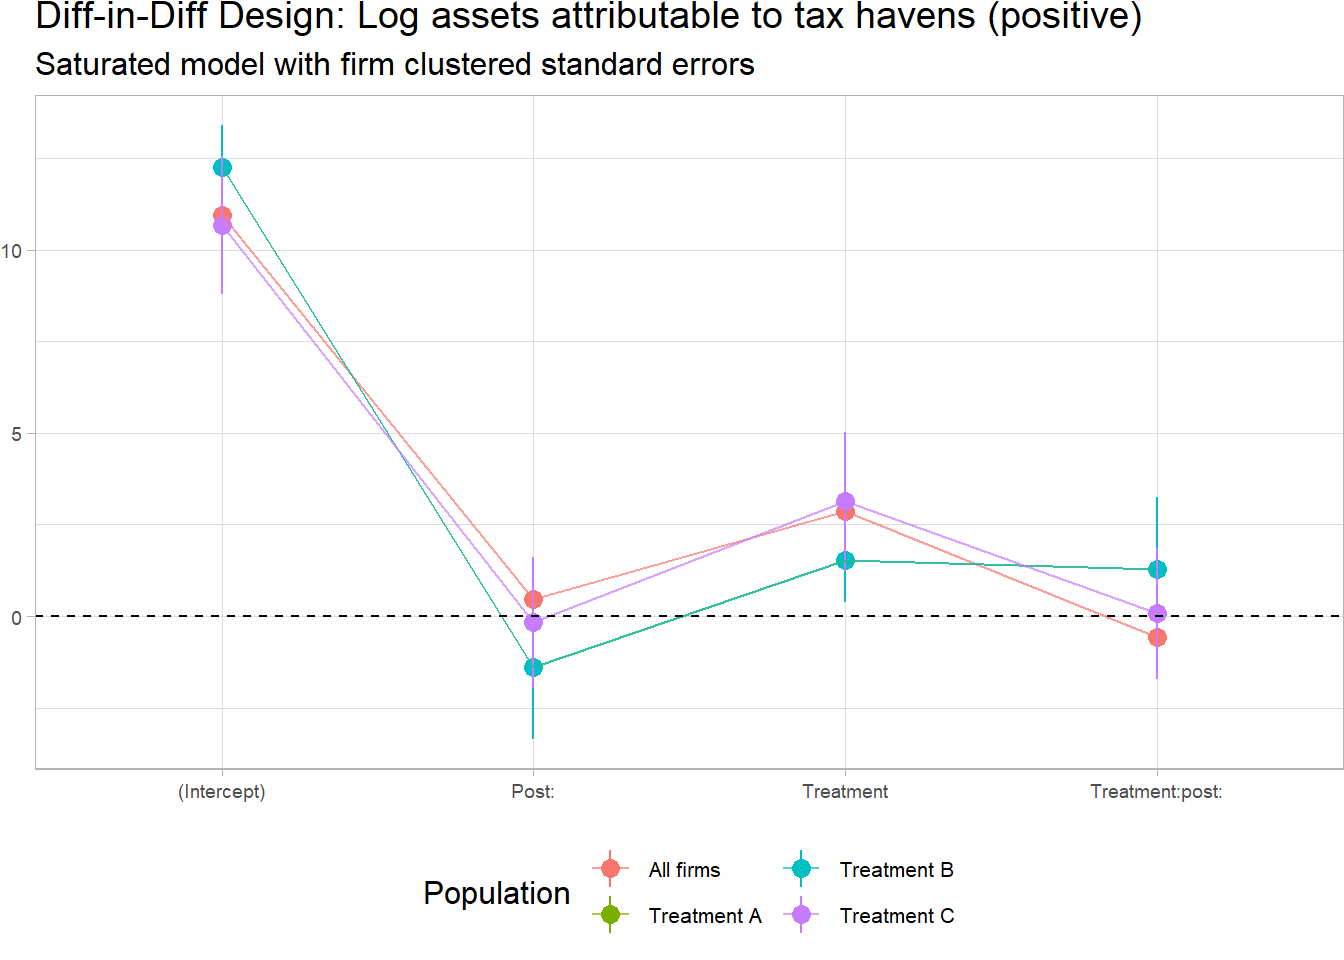 Diff-in-Diff Design: Log assets attributable to tax havens (positive)
Saturated model with firm clustered standard errors
10
5
0
(Intercept) Post: Treatment Treatment:post:
Population
All firms Treatment B
Treatment A Treatment C